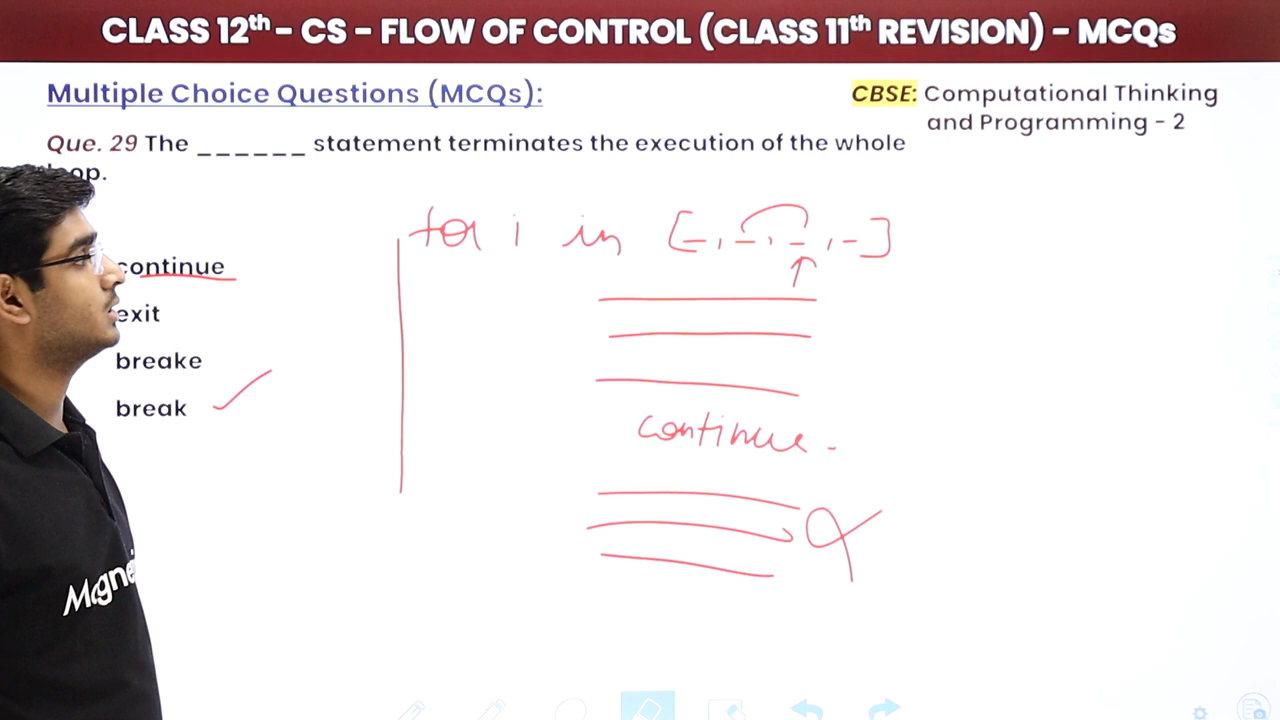 CLASS 12th – CS – FLOW OF CONTROL (CLASS 11th REVISION) – MCQs
Multiple Choice Questions (MCQs):
CBSE: Computational Thinking
and Programming - 2
Que. 29 The ______ statement terminates the execution of the whole
loop.
for i in [–, –, –, –]
continue
exit
breake
break
continue.